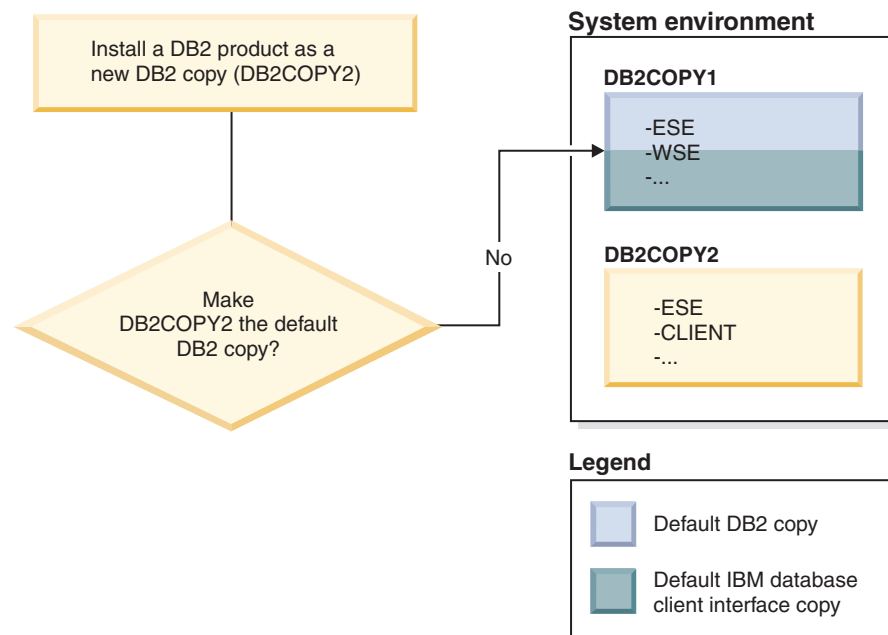 Install a DB2 product as a
new DB2 copy (DB2COPY2)
Make
DB2COPY2 the default
DB2 copy?
No
System environment
DB2COPY1
-ESE
-WSE
-...
DB2COPY2
-ESE
-CLIENT
-...
Legend
Default DB2 copy
Default IBM database
client interface copy